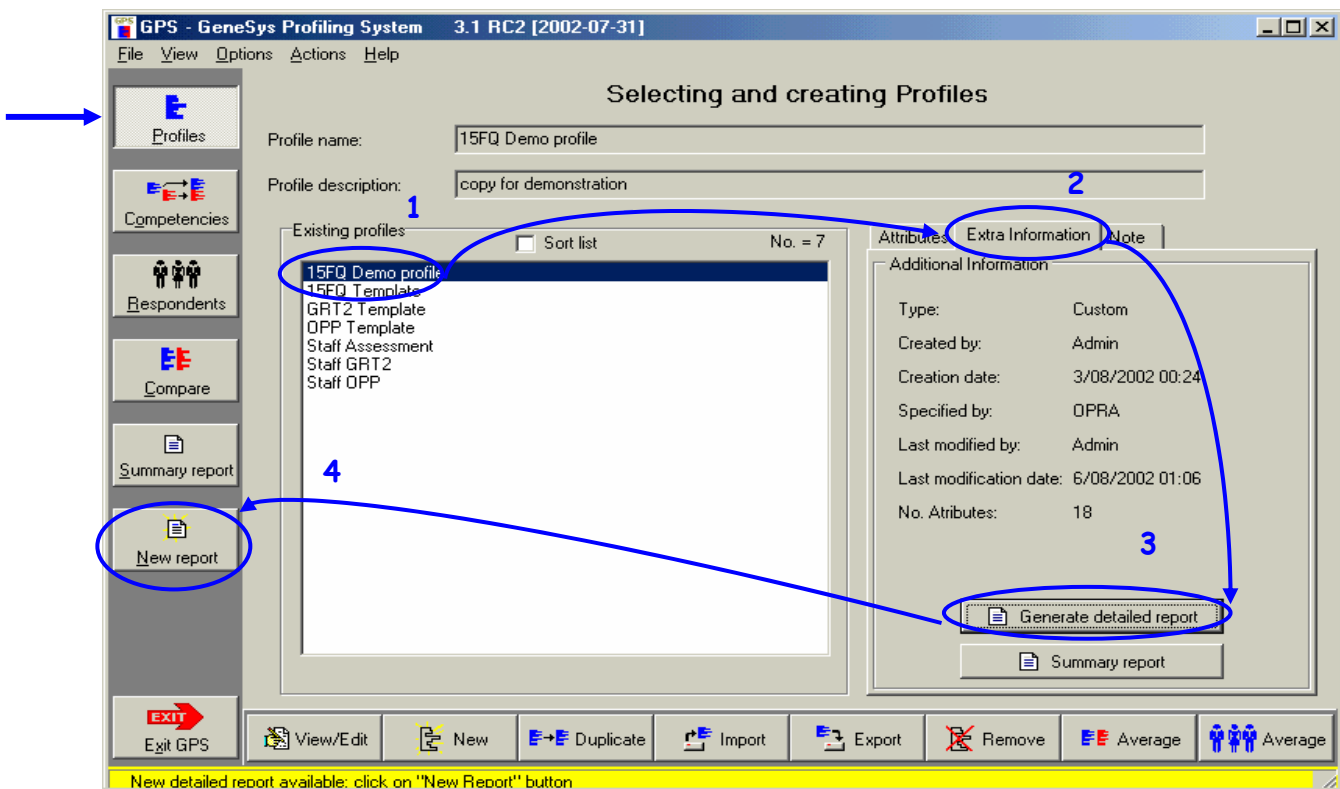 GPS - GeneSys Profiling System 3.1 RC2 [2002-07-31]
File View Options Actions Help
Selecting and creating Profiles
Profiles
Profile name: 15FQ Demo profile
Profile description: copy for demonstration
2
Competencies
1
Existing profiles
Sort list
No. = 7
Attributes Extra Information Note
15FQ Demo profile
15FQ Template
GRT2 Template
OPP Template
Staff Assessment
Staff GRT2
Staff OPP
Additional Information
Type: Custom
Created by: Admin
Creation date: 3/08/2002 00:24
Specified by: OPRA
Last modified by: Admin
Last modification date: 6/08/2002 01:06
No. Atributes: 18
Respondents
Compare
Summary report
4
New report
3
Generate detailed report
Summary report
EXIT
Exit GPS
View/Edit
New
Duplicate
Import
Export
Remove
Average
Average
New detailed report available: click on "New Report" button